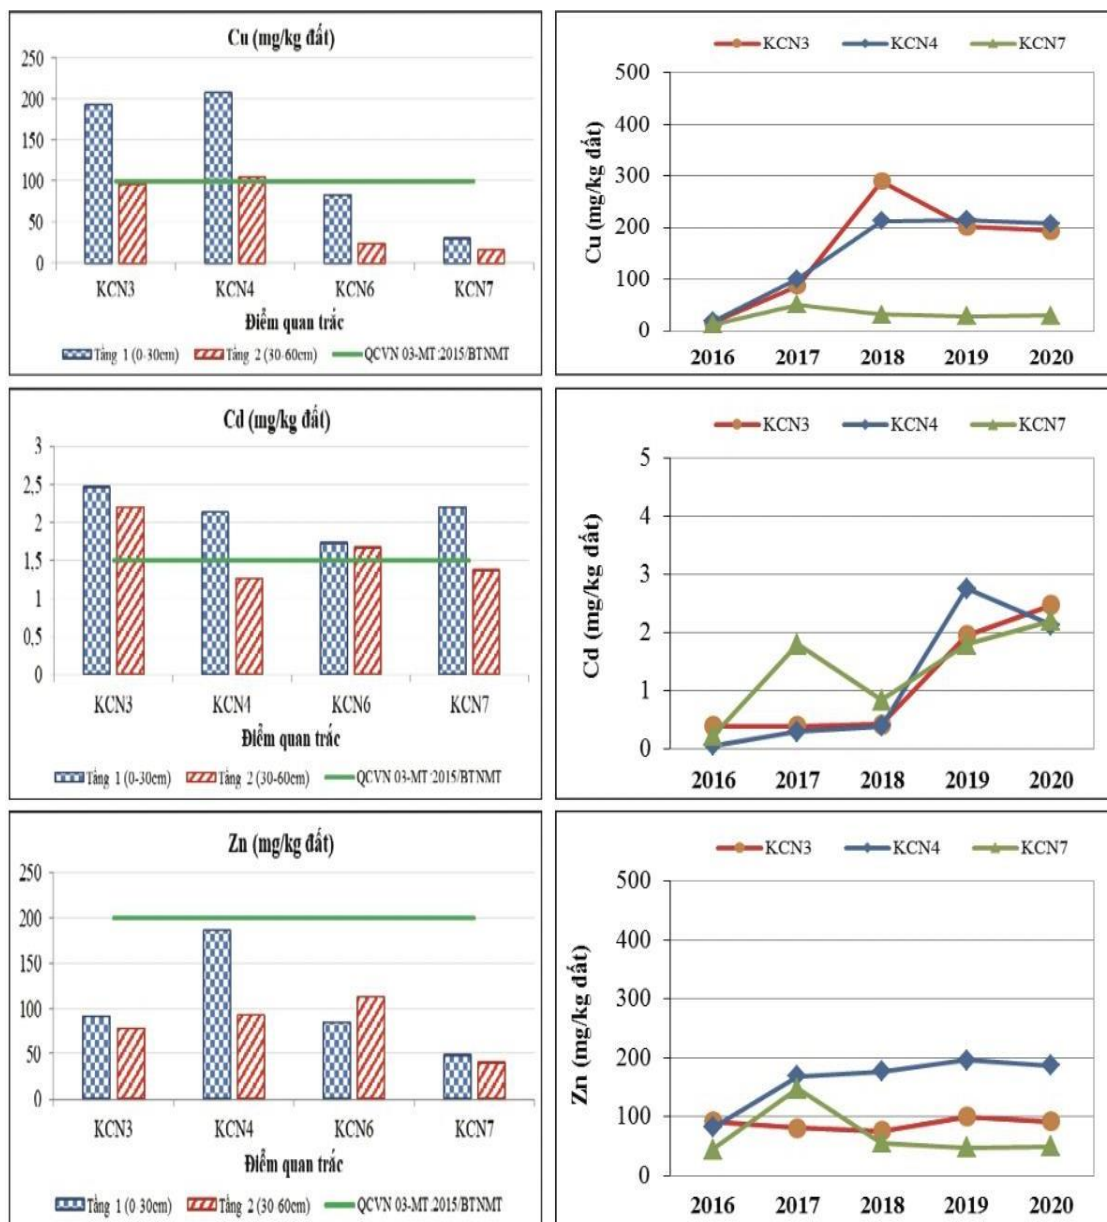 Cu (mg/kg đất)
250
200
150
100
50
0
KCN3 KCN4 KCN6 KCN7
Điểm quan trắc
Tầng 1 (0-30cm) Tầng 2 (30-60cm) QCVN 03-MT:2015/BTNMT
KCN3 KCN4 KCN7
Cu (mg/kg đất)
500
400
300
200
100
0
2016 2017 2018 2019 2020
Cd (mg/kg đất)
3
2,5
2
1,5
1
0,5
0
KCN3 KCN4 KCN6 KCN7
Điểm quan trắc
Tầng 1 (0-30cm) Tầng 2 (30-60cm) QCVN 03-MT:2015/BTNMT
KCN3 KCN4 KCN7
Cd (mg/kg đất)
5
4
3
2
1
0
2016 2017 2018 2019 2020
Zn (mg/kg đất)
250
200
150
100
50
0
KCN3 KCN4 KCN6 KCN7
Điểm quan trắc
Tầng 1 (0-30cm) Tầng 2 (30-60cm) QCVN 03-MT:2015/BTNMT
KCN3 KCN4 KCN7
Zn (mg/kg đất)
500
400
300
200
100
0
2016 2017 2018 2019 2020